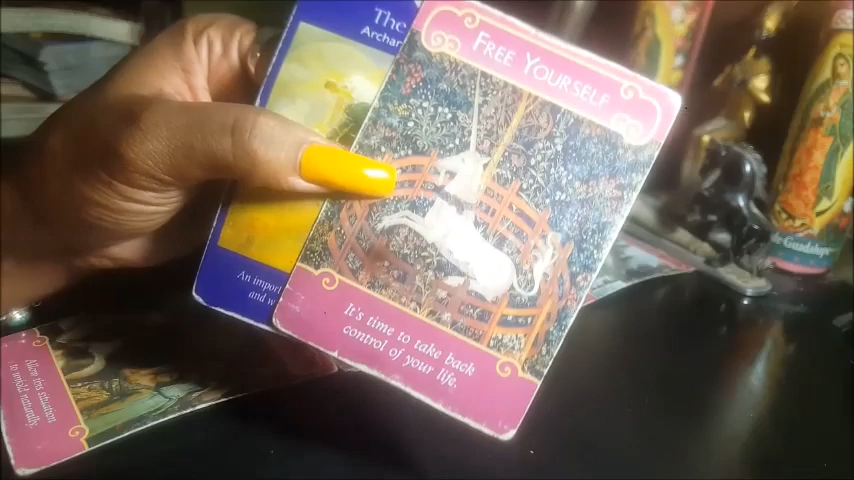 The
Archan
FREE YOURSELF
It's time to take back
control of your life.
An import
and w
Allow this situation
to unfold naturally.
de Guadalupe